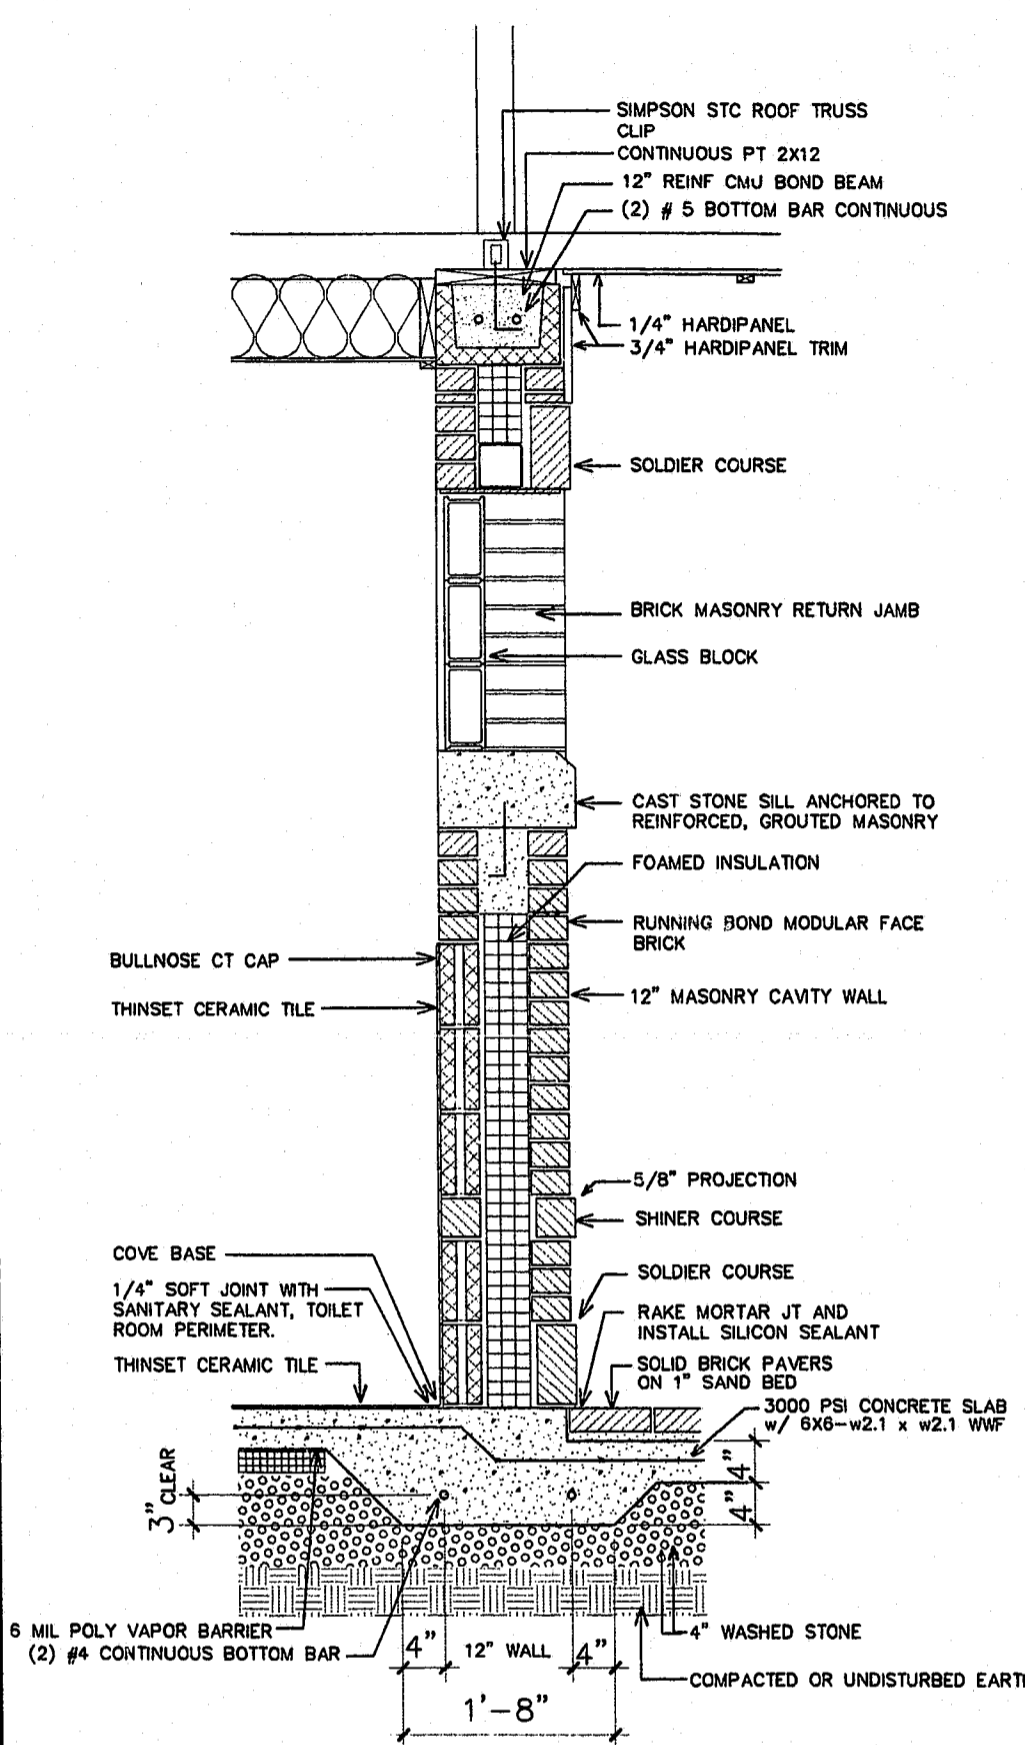 SIMPSON STC ROOF TRUSS
CLIP
CONTINUOUS PT 2X12
12" REINF CMU BOND BEAM
(2) # 5 BOTTOM BAR CONTINUOUS
1/4" HARDIPANEL
3/4" HARDIPANEL TRIM
SOLDIER COURSE
BRICK MASONRY RETURN JAMB
GLASS BLOCK
CAST STONE SILL ANCHORED TO
REINFORCED, GROUTED MASONRY
FOAMED INSULATION
RUNNING BOND MODULAR FACE
BRICK
BULLNOSE CT CAP
12" MASONRY CAVITY WALL
THINSET CERAMIC TILE
5/8" PROJECTION
SHINER COURSE
COVE BASE
SOLDIER COURSE
1/4" SOFT JOINT WITH
SANITARY SEALANT, TOILET
ROOM PERIMETER.
RAKE MORTAR JT AND
INSTALL SILICON SEALANT
THINSET CERAMIC TILE
SOLID BRICK PAVERS
ON 1" SAND BED
3000 PSI CONCRETE SLAB
w/ 6X6-w2.1 x w2.1 WWF
3" CLEAR
4"
4"
6 MIL POLY VAPOR BARRIER
(2) #4 CONTINUOUS BOTTOM BAR
4"
12" WALL
4"
4" WASHED STONE
COMPACTED OR UNDISTURBED EARTH
1'-8"